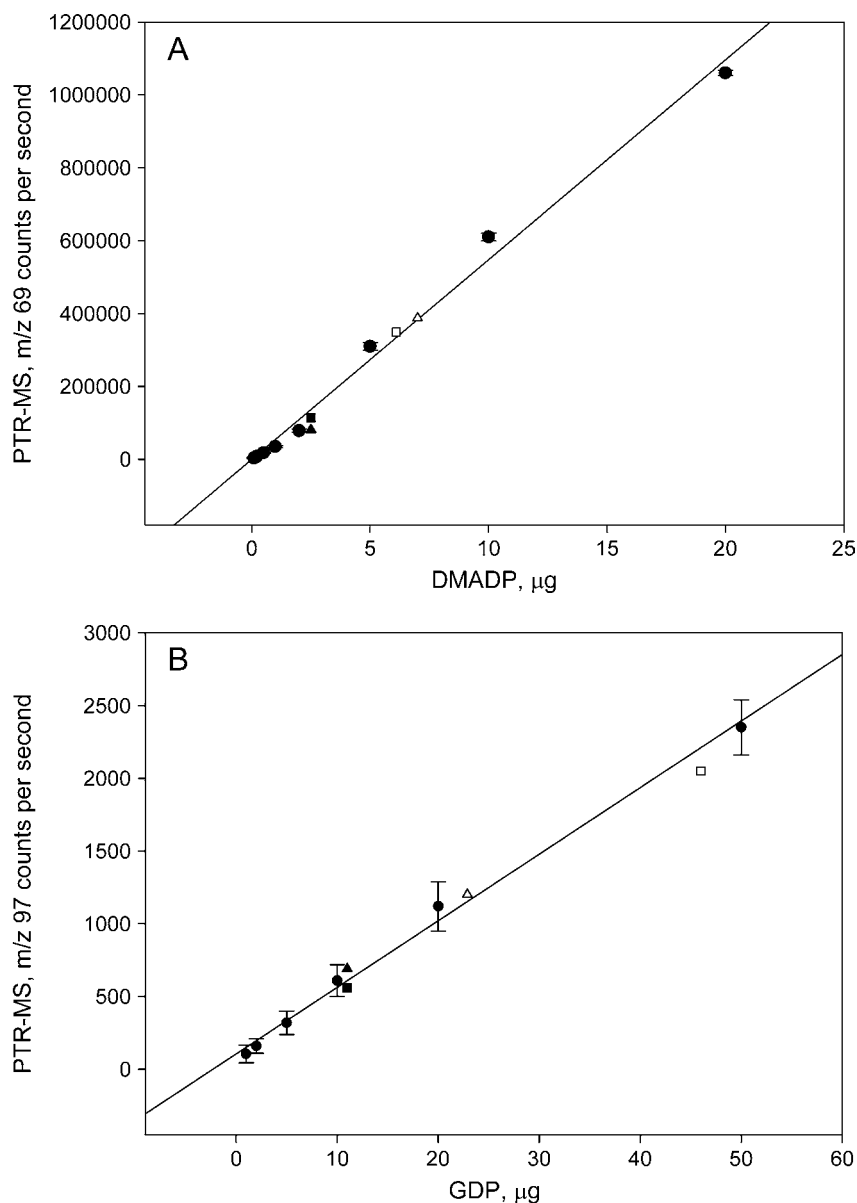 A
1200000
1000000
800000
600000
400000
200000
0
PTR-MS, m/z 69 counts per second
0 5 10 15 20 25
DMADP, μg
B
3000
2500
2000
1500
1000
500
0
PTR-MS, m/z 97 counts per second
0 10 20 30 40 50 60
GDP, μg